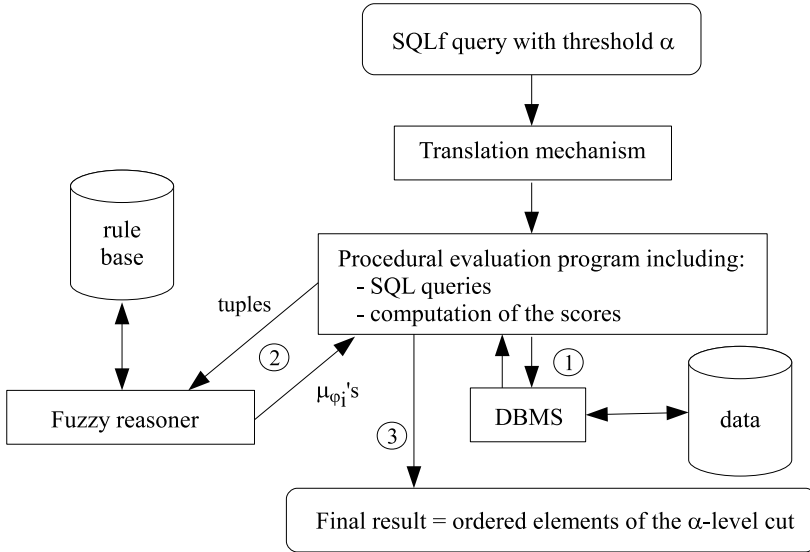 SQLf query with threshold α
Translation mechanism
rule
base
Procedural evaluation program including:
- SQL queries
- computation of the scores
tuples
2
1
Fuzzy reasoner
μφi's
3
DBMS
data
Final result = ordered elements of the α-level cut